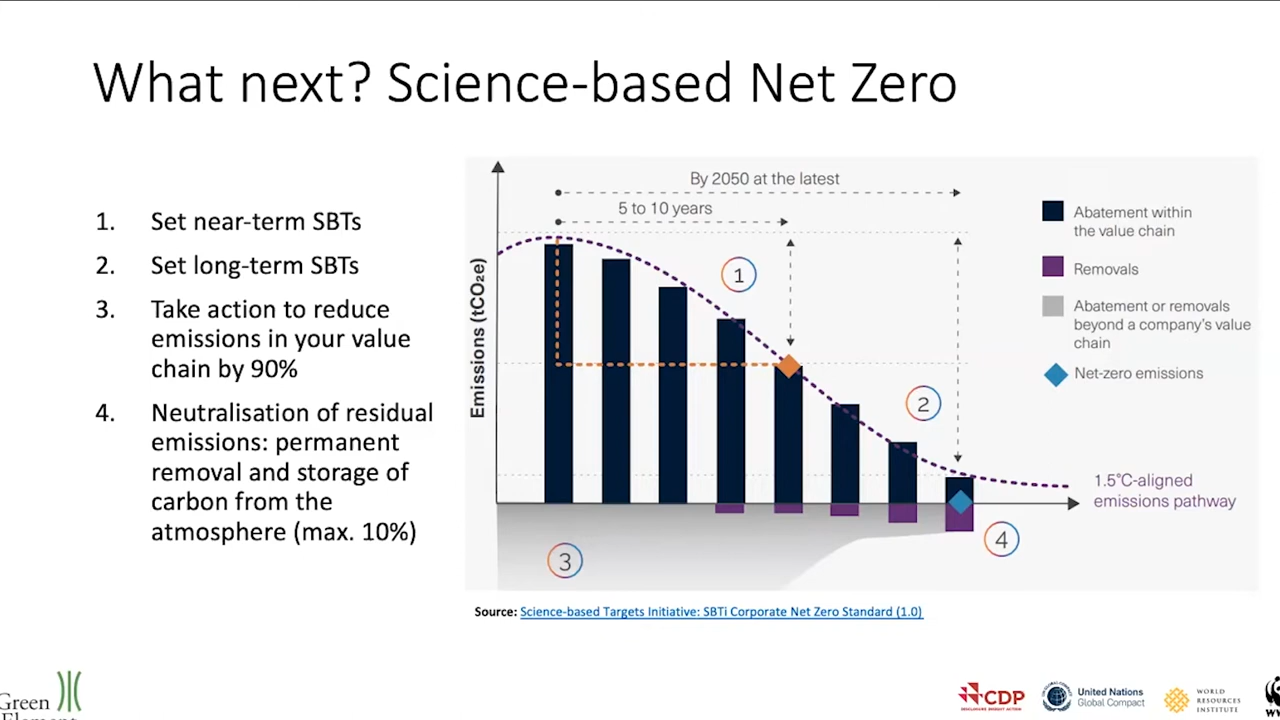 What next? Science-based Net Zero
1. Set near-term SBTs
2. Set long-term SBTs
3. Take action to reduce
emissions in your value
chain by 90%
4. Neutralisation of residual
emissions: permanent
removal and storage of
carbon from the
atmosphere (max. 10%)
By 2050 at the latest
5 to 10 years
Emissions (tCO₂e)
1
2
3
4
Abatement within
the value chain
Removals
Abatement or removals
beyond a company's value
chain
Net-zero emissions
1.5°C-aligned
emissions pathway
Source: Science-based Targets Initiative: SBTi Corporate Net Zero Standard (1.0)
Green
Element
CDP
DISCLOSURE INSIGHT ACTION
United Nations
Global Compact
WORLD
RESOURCES
INSTITUTE